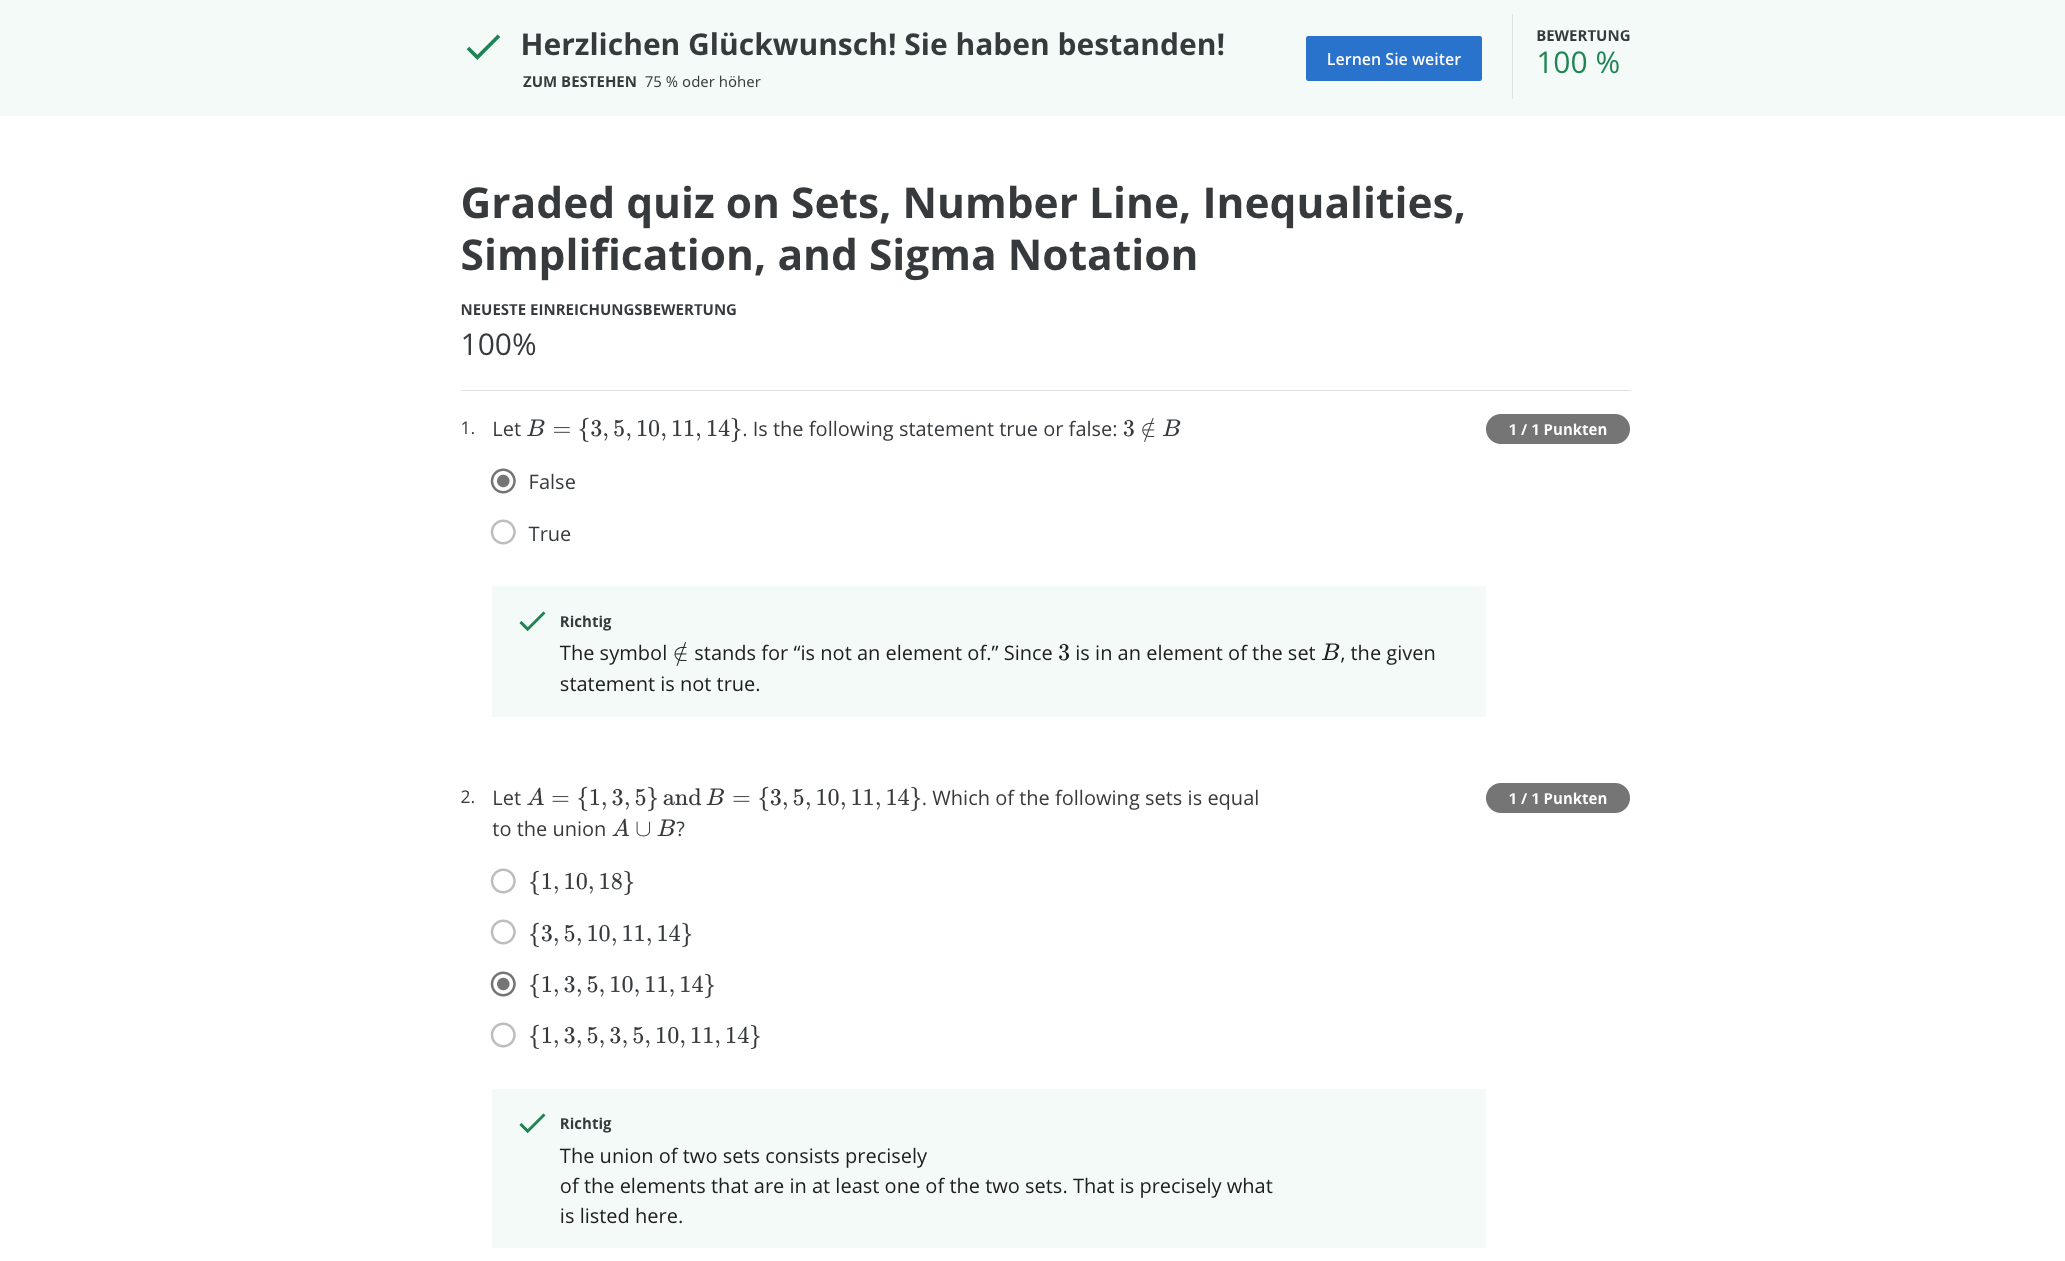 Herzlichen Glückwunsch! Sie haben bestanden!
ZUM BESTEHEN 75 % oder höher
Lernen Sie weiter
BEWERTUNG
100 %
Graded quiz on Sets, Number Line, Inequalities,
Simplification, and Sigma Notation
NEUESTE EINREICHUNGSBEWERTUNG
100%
1. Let B = {3, 5, 10, 11, 14}. Is the following statement true or false: 3 ∉ B
1 / 1 Punkten
False
True
Richtig
The symbol ∉ stands for “is not an element of.” Since 3 is in an element of the set B, the given
statement is not true.
2. Let A = {1, 3, 5} and B = {3, 5, 10, 11, 14}. Which of the following sets is equal
to the union A ∪ B?
1 / 1 Punkten
{1, 10, 18}
{3, 5, 10, 11, 14}
{1, 3, 5, 10, 11, 14}
{1, 3, 5, 3, 5, 10, 11, 14}
Richtig
The union of two sets consists precisely
of the elements that are in at least one of the two sets. That is precisely what
is listed here.